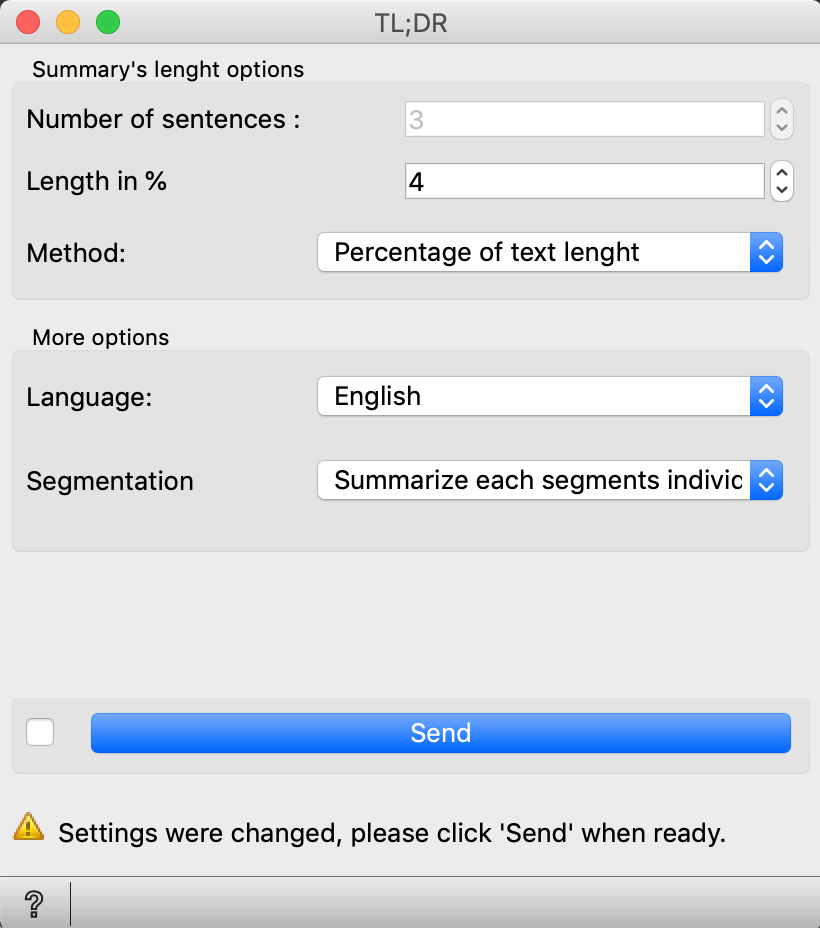 TL;DR
Summary's lenght options
Number of sentences :
3
Length in %
4
Method:
Percentage of text lenght
More options
Language:
English
Segmentation
Summarize each segments indivic
Send
Settings were changed, please click 'Send' when ready.
?